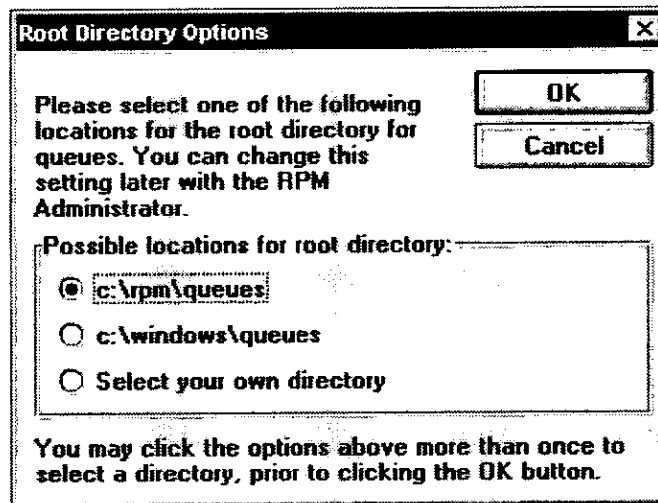 Root Directory Options
Please select one of the following
locations for the root directory for
queues. You can change this
setting later with the RPM
Administrator.
OK
Cancel
Possible locations for root directory:
c:\rpm\queues
c:\windows\queues
Select your own directory
You may click the options above more than once to
select a directory, prior to clicking the OK button.